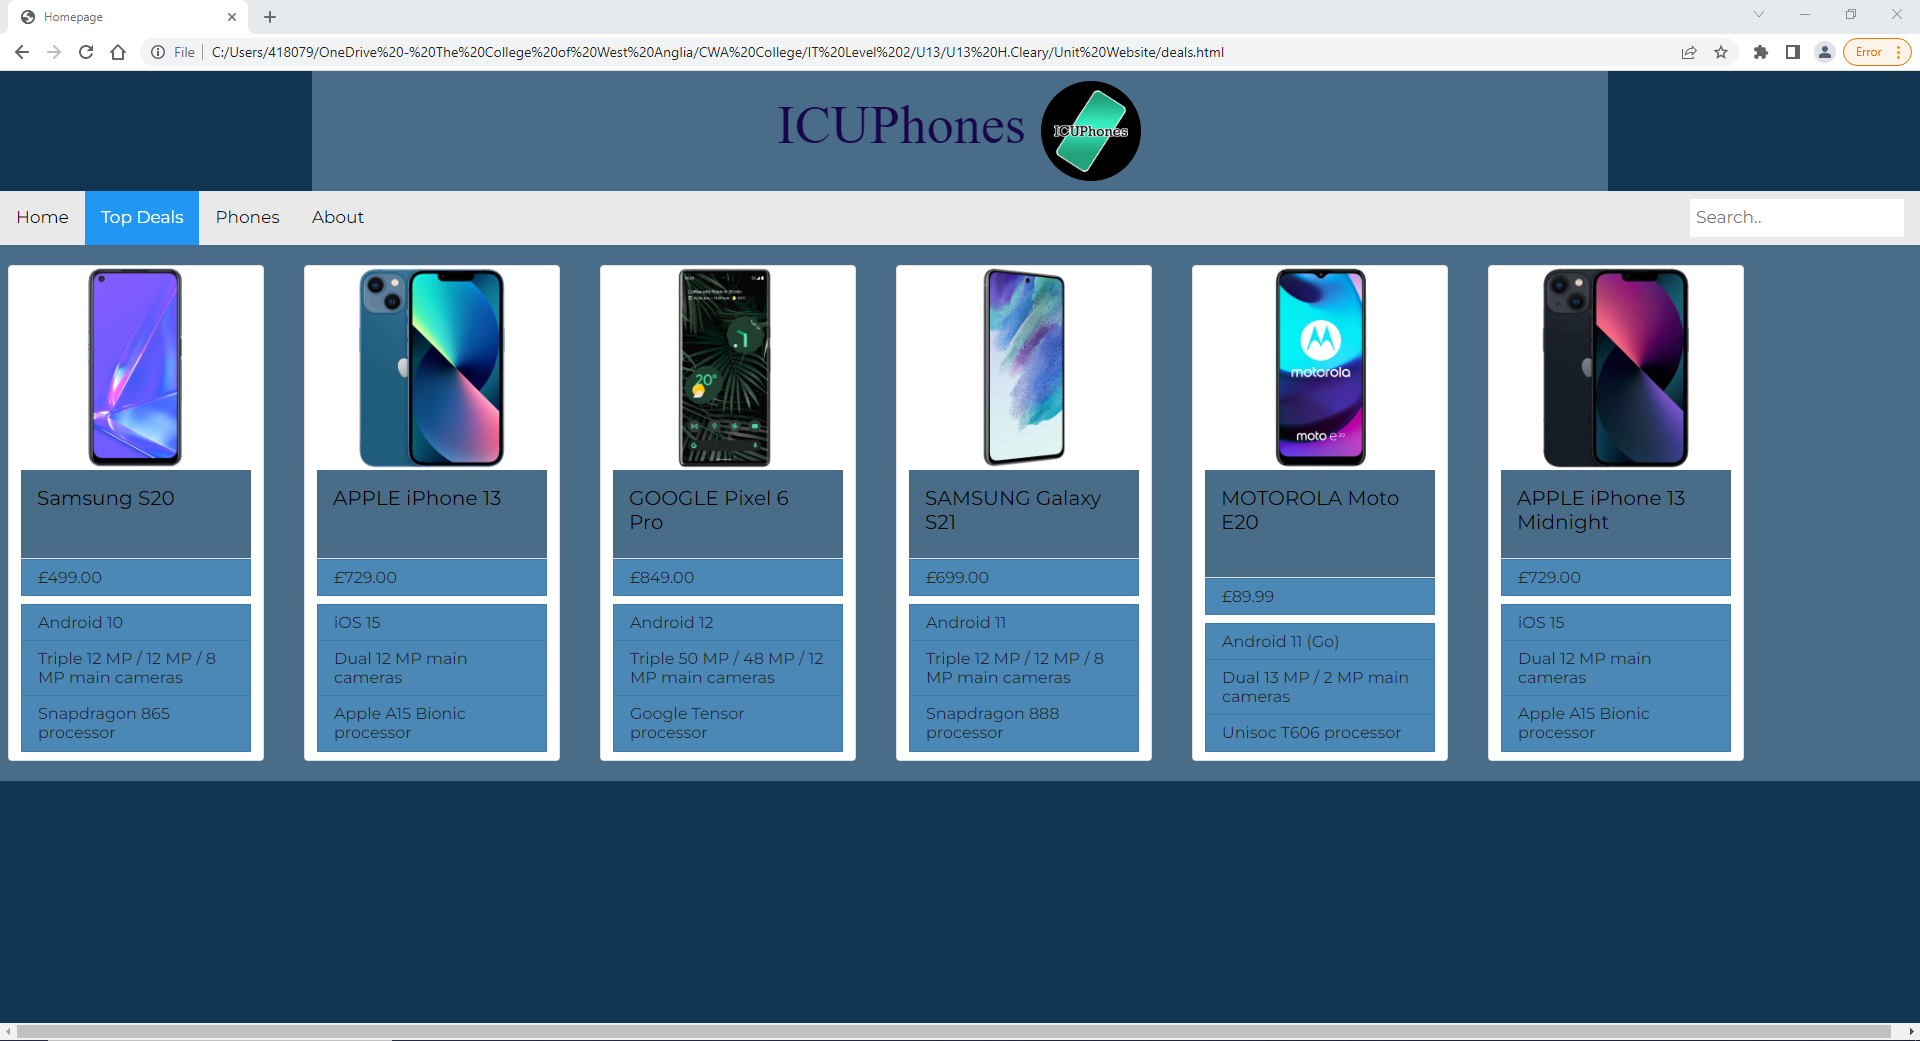 Homepage
File
C:/Users/418079/OneDrive%20-%20The%20College%20of%20West%20Anglia/CWA%20College/IT%20Level%202/U13/U13%20H.Cleary/Unit%20Website/deals.html
Error
ICUPhones
ICUPhones
Home
Top Deals
Phones
About
Search..
20°
motorola
moto e20
Samsung S20
£499.00
Android 10
Triple 12 MP / 12 MP / 8
MP main cameras
Snapdragon 865
processor
APPLE iPhone 13
£729.00
iOS 15
Dual 12 MP main
cameras
Apple A15 Bionic
processor
GOOGLE Pixel 6
Pro
£849.00
Android 12
Triple 50 MP / 48 MP / 12
MP main cameras
Google Tensor
processor
SAMSUNG Galaxy
S21
£699.00
Android 11
Triple 12 MP / 12 MP / 8
MP main cameras
Snapdragon 888
processor
MOTOROLA Moto
E20
£89.99
Android 11 (Go)
Dual 13 MP / 2 MP main
cameras
Unisoc T606 processor
APPLE iPhone 13
Midnight
£729.00
iOS 15
Dual 12 MP main
cameras
Apple A15 Bionic
processor